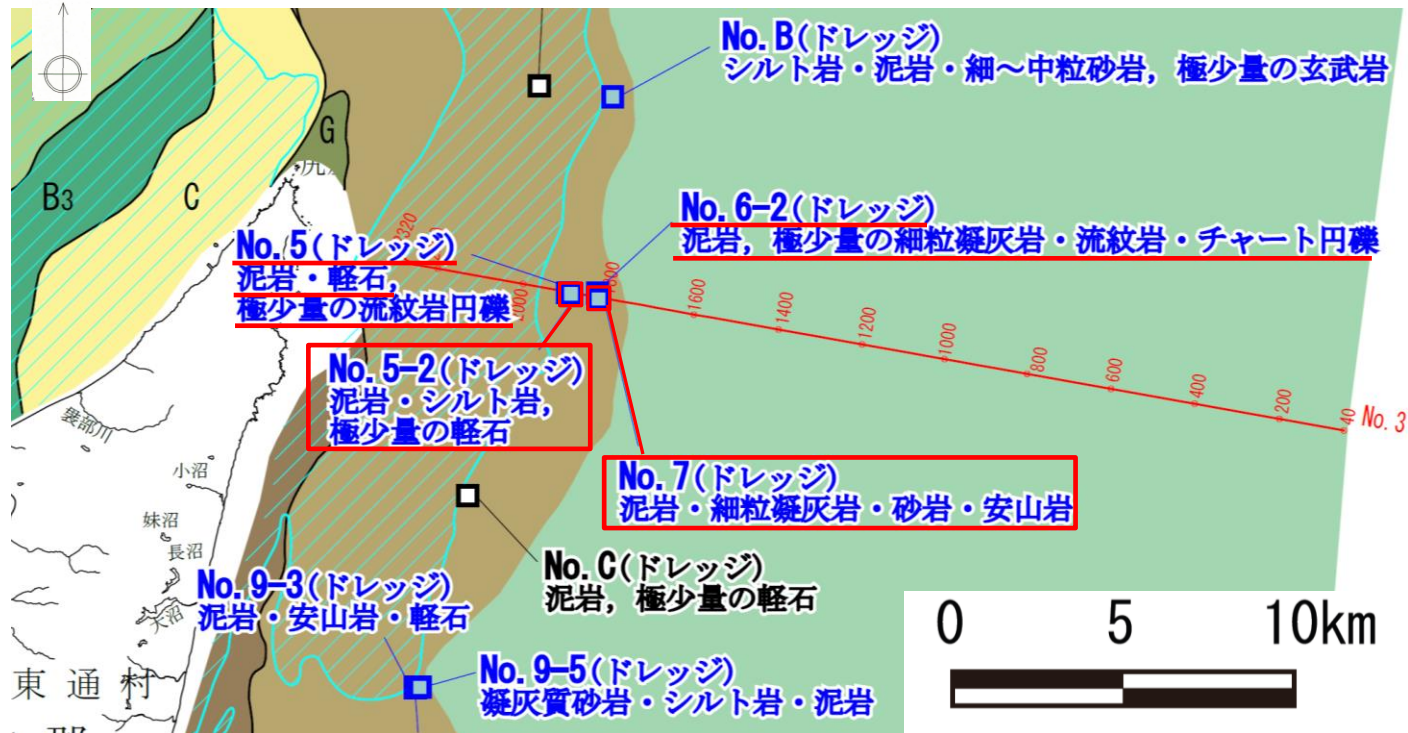 No.B(ドレッジ)
シルト岩・泥岩・細～中粒砂岩，極少量の玄武岩
G
B3
C
No.6-2(ドレッジ)
泥岩，極少量の細粒凝灰岩・流紋岩・チャート円礫
No.5(ドレッジ)
泥岩・軽石，
極少量の流紋岩円礫
1600
1400
1200
1000
800
600
400
200
40
No.3
No.5-2(ドレッジ)
泥岩・シルト岩，
極少量の軽石
No.7(ドレッジ)
泥岩・細粒凝灰岩・砂岩・安山岩
小沼
妹沼
長沼
大沼
No.C(ドレッジ)
泥岩，極少量の軽石
No.9-3(ドレッジ)
泥岩・安山岩・軽石
No.9-5(ドレッジ)
凝灰質砂岩・シルト岩・泥岩
東通村
0 5 10km